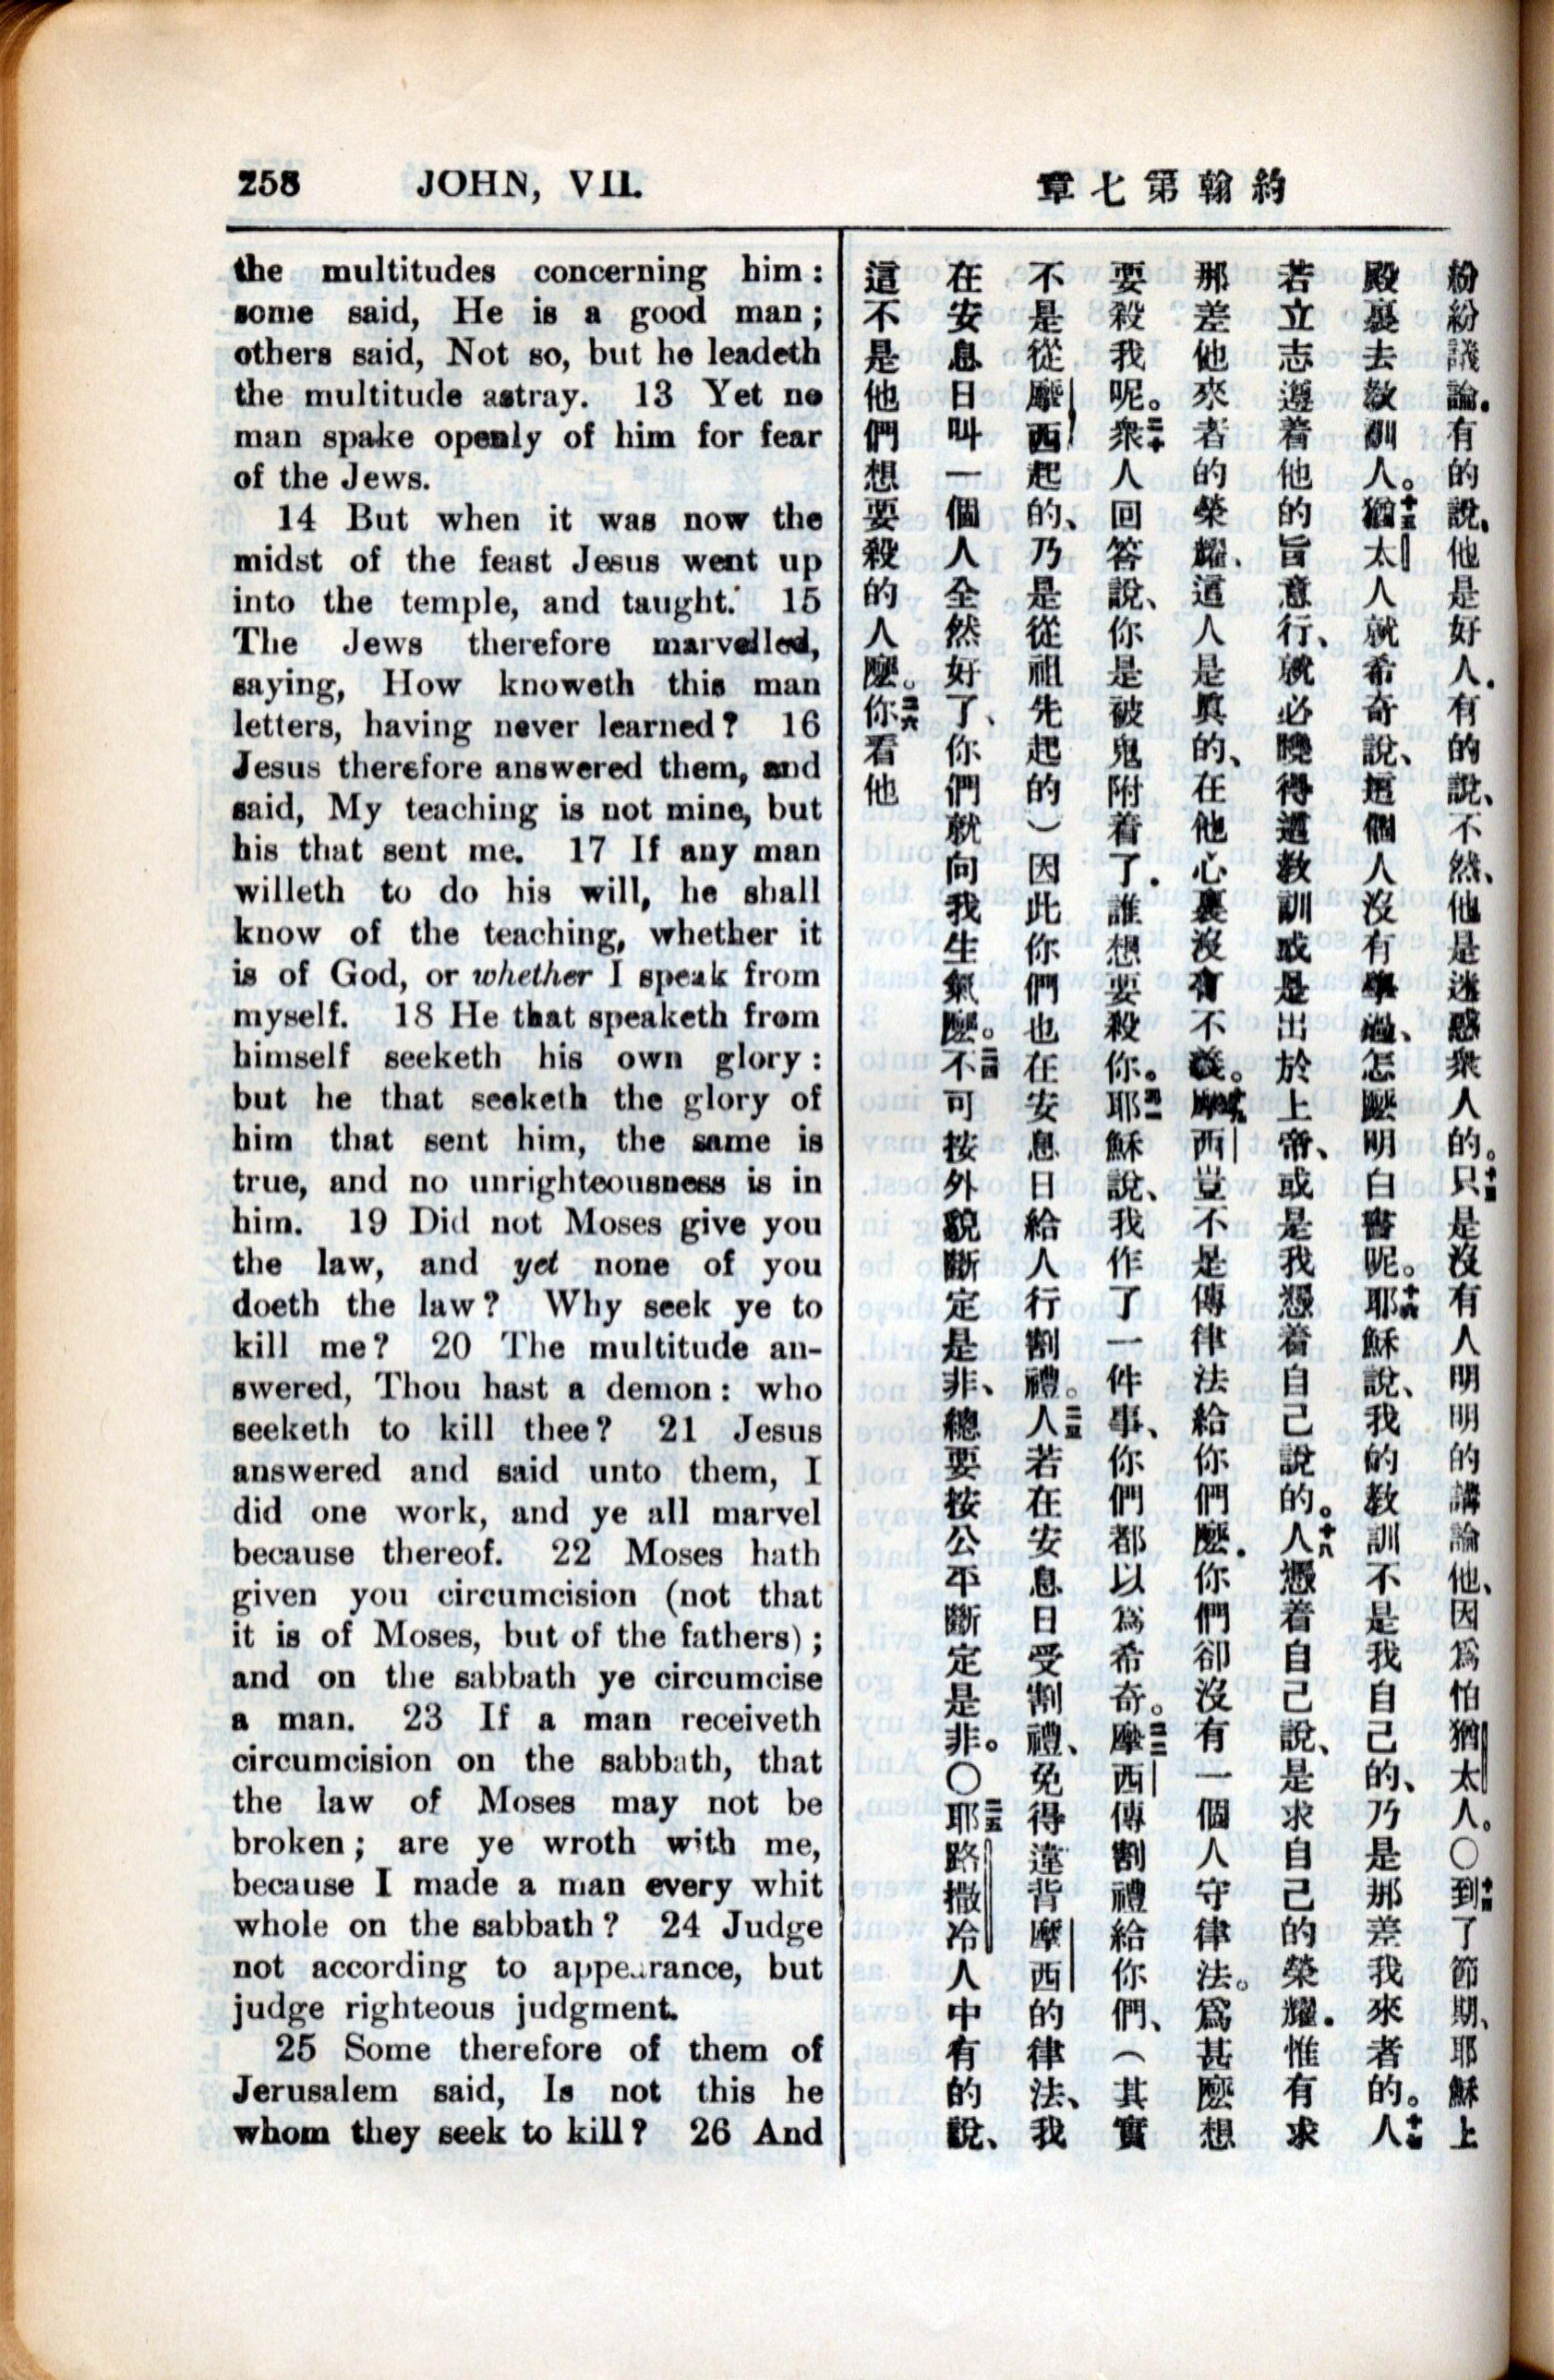 258 JOHN, VII.
章七第翰約
the multitudes concerning him :
some said, He is a good man ;
others said, Not so, but he leadeth
the multitude astray. 13 Yet no
man spake openly of him for fear
of the Jews.
14 But when it was now the
midst of the feast Jesus went up
into the temple, and taught. 15
The Jews therefore marvelled,
saying, How knoweth this man
letters, having never learned? 16
Jesus therefore answered them, and
said, My teaching is not mine, but
his that sent me. 17 If any man
willeth to do his will, he shall
know of the teaching, whether it
is of God, or whether I speak from
myself. 18 He that speaketh from
himself seeketh his own glory :
but he that seeketh the glory of
him that sent him, the same is
true, and no unrighteousness is in
him. 19 Did not Moses give you
the law, and yet none of you
doeth the law? Why seek ye to
kill me? 20 The multitude an-
swered, Thou hast a demon : who
seeketh to kill thee? 21 Jesus
answered and said unto them, I
did one work, and ye all marvel
because thereof. 22 Moses hath
given you circumcision (not that
it is of Moses, but of the fathers) ;
and on the sabbath ye circumcise
a man. 23 If a man receiveth
circumcision on the sabbath, that
the law of Moses may not be
broken ; are ye wroth with me,
because I made a man every whit
whole on the sabbath? 24 Judge
not according to appearance, but
judge righteous judgment.
25 Some therefore of them of
Jerusalem said, Is not this he
whom they seek to kill? 26 And
紛紛議論．有的說、他是好人．有的說、不然、他是迷惑衆人的。十三只是沒有人明明的講論他、因爲怕猶太人。〇十四到了節期、耶穌上
殿裏去教訓人。十五猶太人就希奇說、這個人沒有學過、怎麽明白書呢。十六耶穌說、我的教訓不是我自己的、乃是那差我來者的。十七人
若立志遵着他的旨意行、就必曉得這教訓或是出於上帝、或是我憑着自己說的。十八人憑着自己說、是求自己的榮耀．惟有求
那差他來者的榮耀、這人是眞的、在他心裏沒有不義。十九摩西豈不是傳律法給你們麽．你們卻沒有一個人守律法。爲甚麽想
要殺我呢。二十衆人回答說、你是被鬼附着了．誰想要殺你。二一耶穌說、我作了一件事、你們都以爲希奇。二二摩西傳割禮給你們、（其實
不是從摩西起的、乃是從祖先起的）因此你們也在安息日給人行割禮。二三人若在安息日受割禮、免得違背摩西的律法、我
在安息日叫一個人全然好了、你們就向我生氣麽。二四不可按外貌斷定是非、總要按公平斷定是非。〇二五耶路撒冷人中有的說、
這不是他們想要殺的人麽。二六你看他